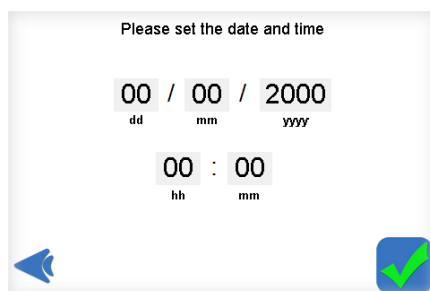 Please set the date and time
00 / 00 / 2000
dd mm yyyy
00 : 00
hh mm